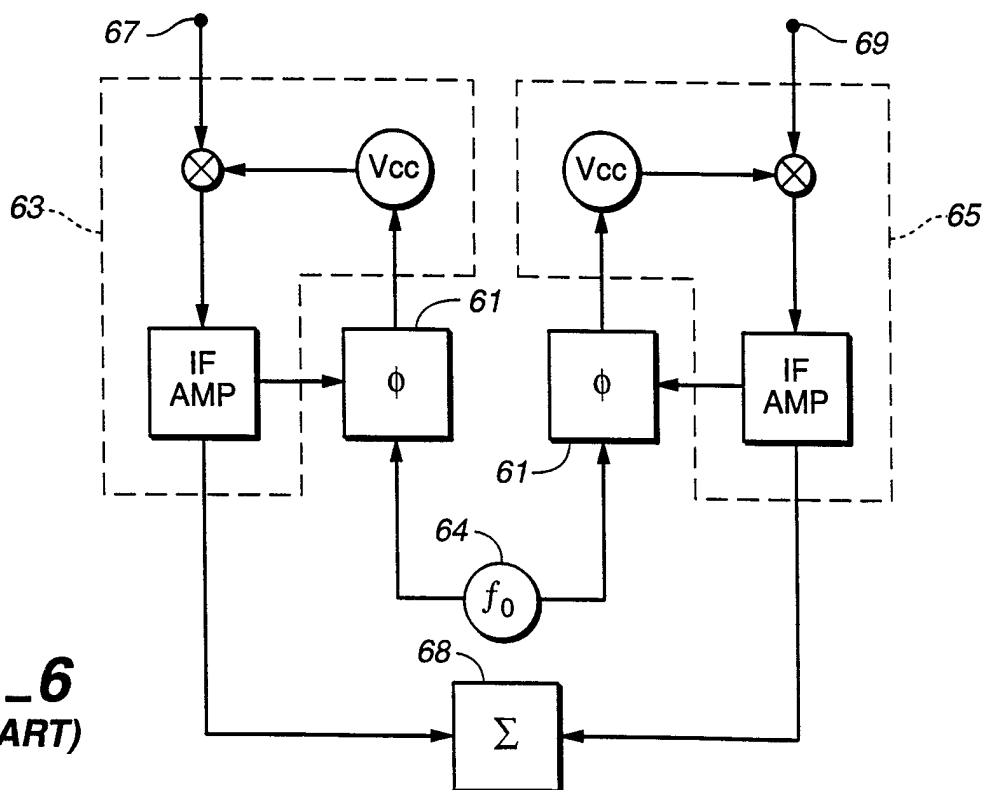 67
69
Vcc
Vcc
63
65
61
IF
AMP
ϕ
ϕ
IF
AMP
61
64
f₀
68
_6
ART)
Σ